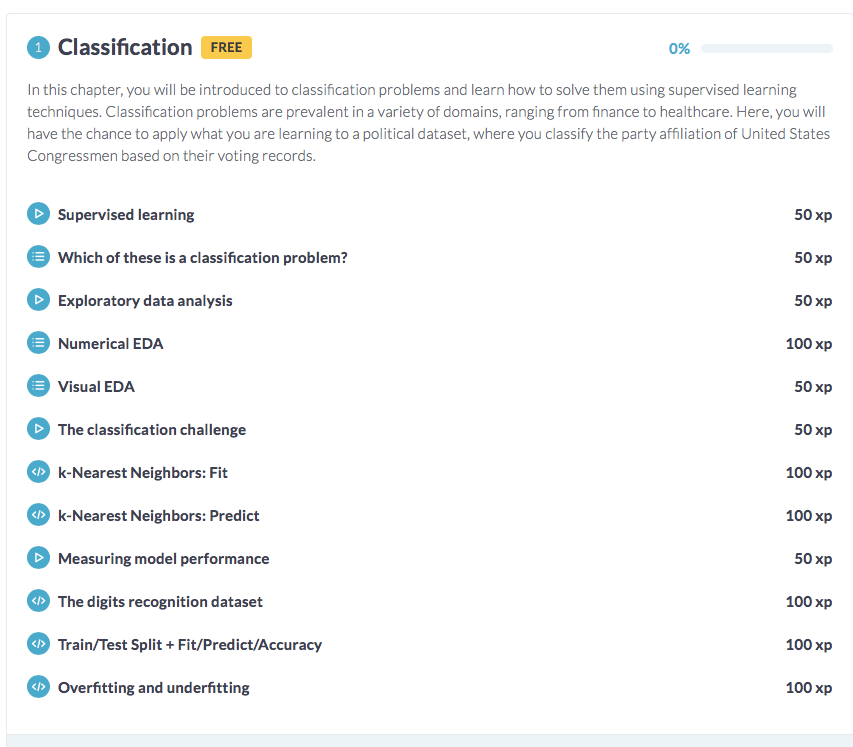 1 Classification FREE 0%
In this chapter, you will be introduced to classification problems and learn how to solve them using supervised learning
techniques. Classification problems are prevalent in a variety of domains, ranging from finance to healthcare. Here, you will
have the chance to apply what you are learning to a political dataset, where you classify the party affiliation of United States
Congressmen based on their voting records.
Supervised learning 50 xp
Which of these is a classification problem? 50 xp
Exploratory data analysis 50 xp
Numerical EDA 100 xp
Visual EDA 50 xp
The classification challenge 50 xp
k-Nearest Neighbors: Fit 100 xp
k-Nearest Neighbors: Predict 100 xp
Measuring model performance 50 xp
The digits recognition dataset 100 xp
Train/Test Split + Fit/Predict/Accuracy 100 xp
Overfitting and underfitting 100 xp